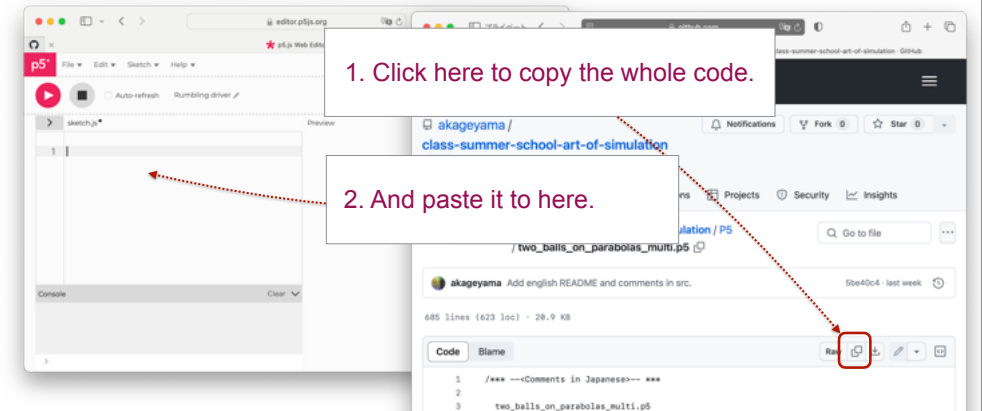 editor.p5js.org
p5.js Web Edito
p5* File Edit Sketch Help
Auto-refresh Rumbling driver
sketch.js*
Preview
1
Console
Clear
github.com
lass-summer-school-art-of-simulation · GitHub
1. Click here to copy the whole code.
akageyama /
class-summer-school-art-of-simulation
Notifications
Fork 0
Star 0
2. And paste it to here.
ns
Projects
Security
Insights
ulation / P5
/ two_balls_on_parabolas_multi.p5
Go to file
akageyama Add english README and comments in src.
5be40c4 · last week
685 lines (623 loc) · 20.9 KB
Code
Blame
Raw
1 /*** --<Comments in Japanese>-- ***
2
3 two_balls_on_parabolas_multi.p5